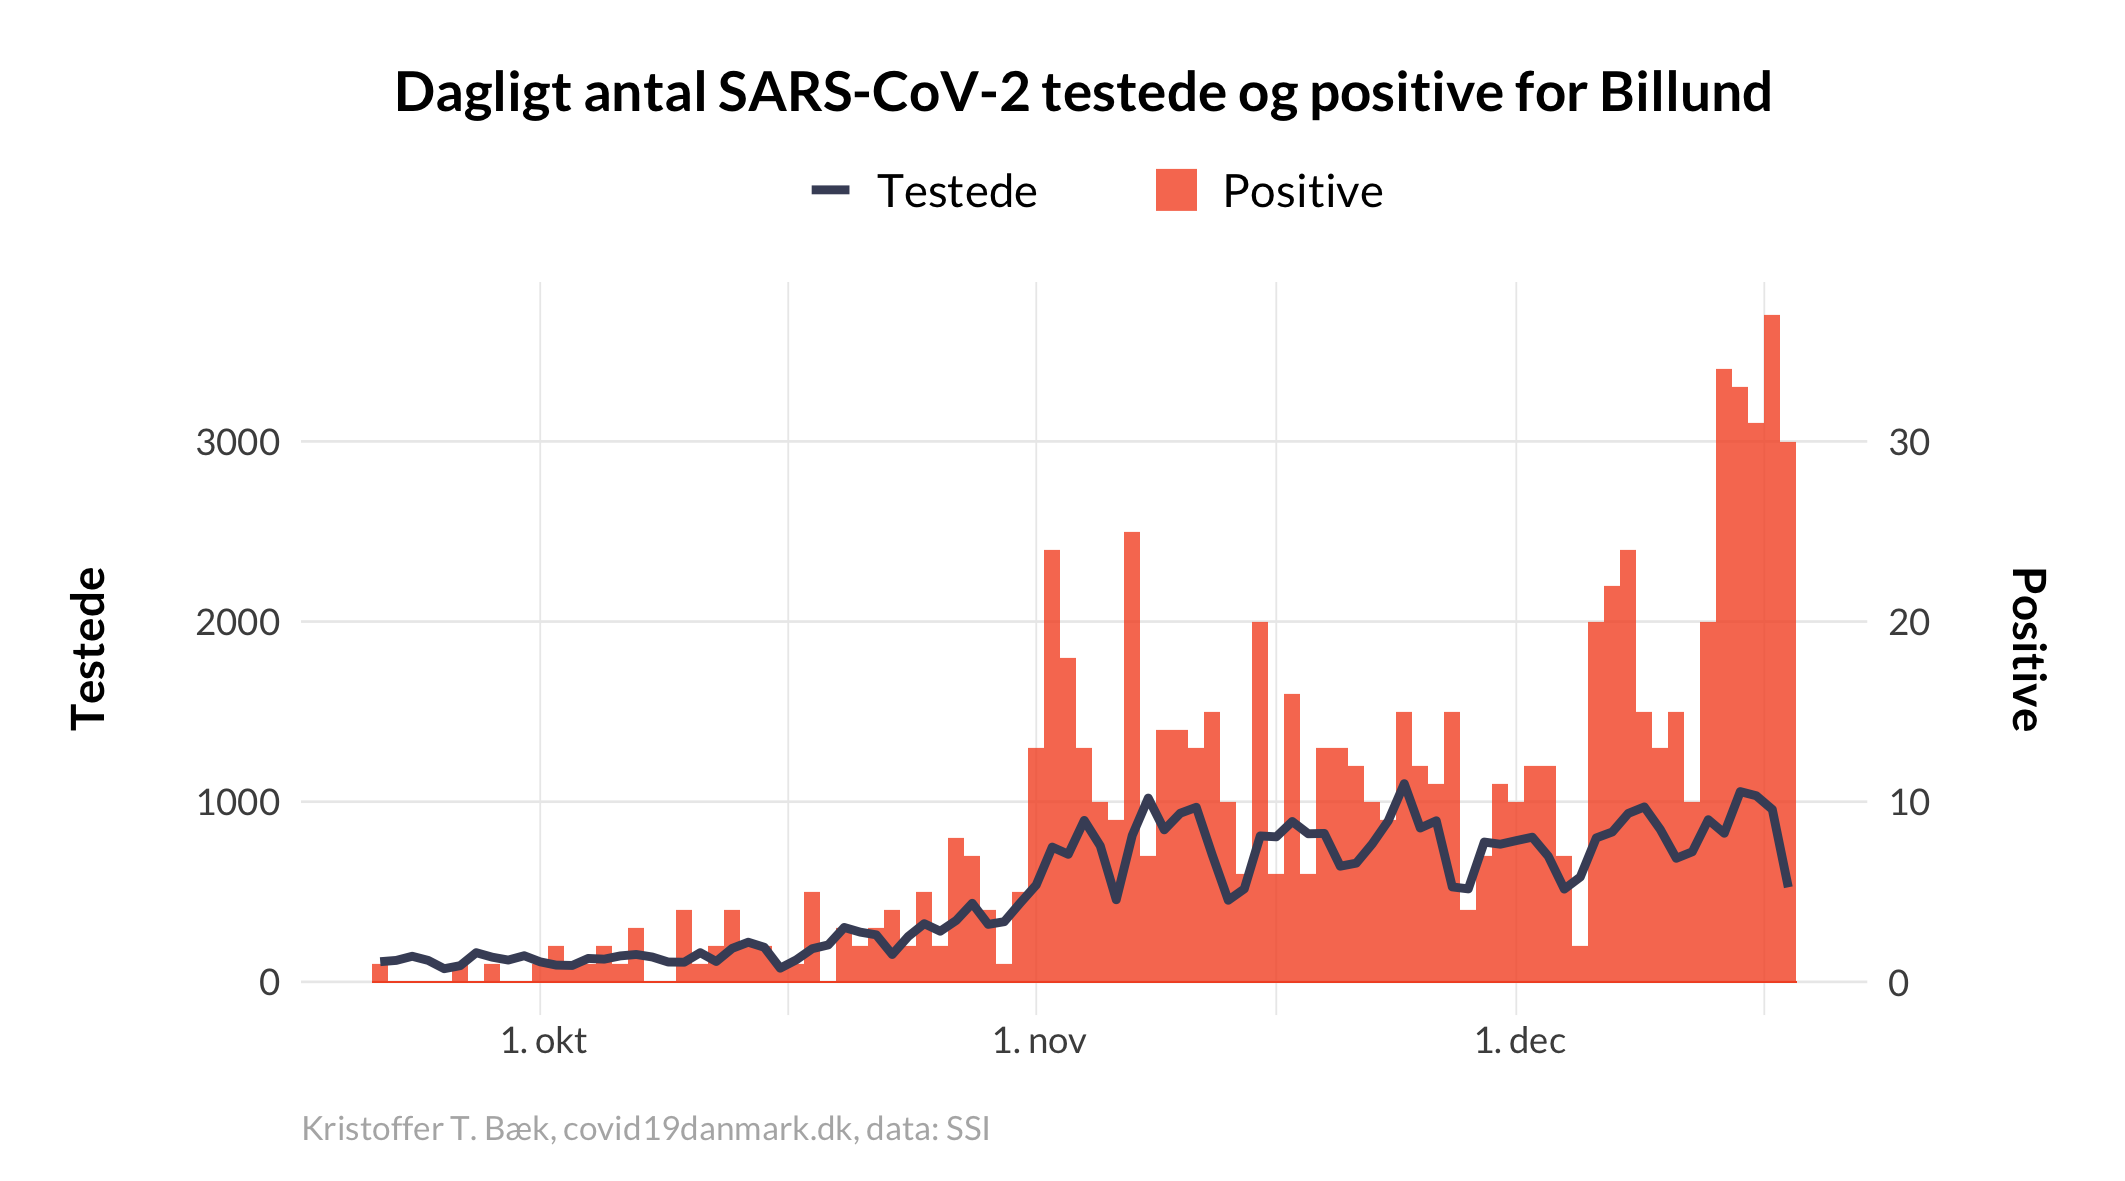 Dagligt antal SARS-CoV-2 testede og positive for Billund
Testede
Positive
Testede
3000
2000
1000
0
30
20
10
0
Positive
1. okt
1. nov
1. dec
Kristoffer T. Bæk, covid19danmark.dk, data: SSI